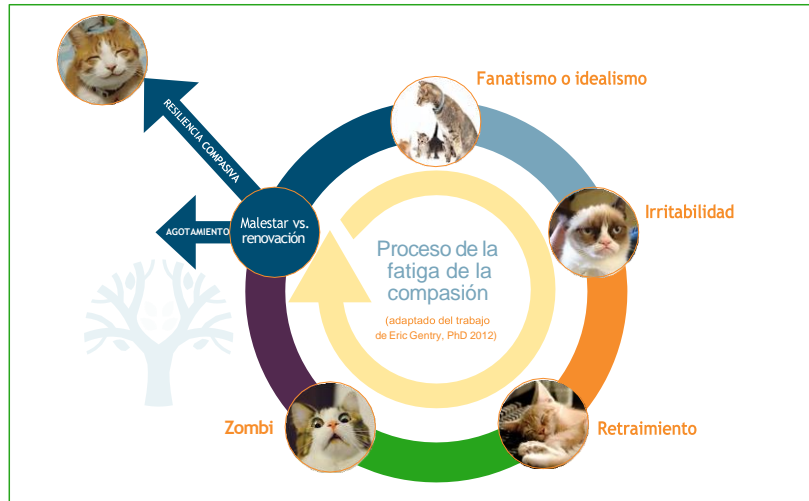 Fanatismo o idealismo
RESILIENCIA COMPASIVA
Irritabilidad
AGOTAMIENTO
Malestar vs.
renovación
Proceso de la
fatiga de la
compasión
(adaptado del trabajo
de Eric Gentry, PhD 2012)
Zombi
Retraimiento